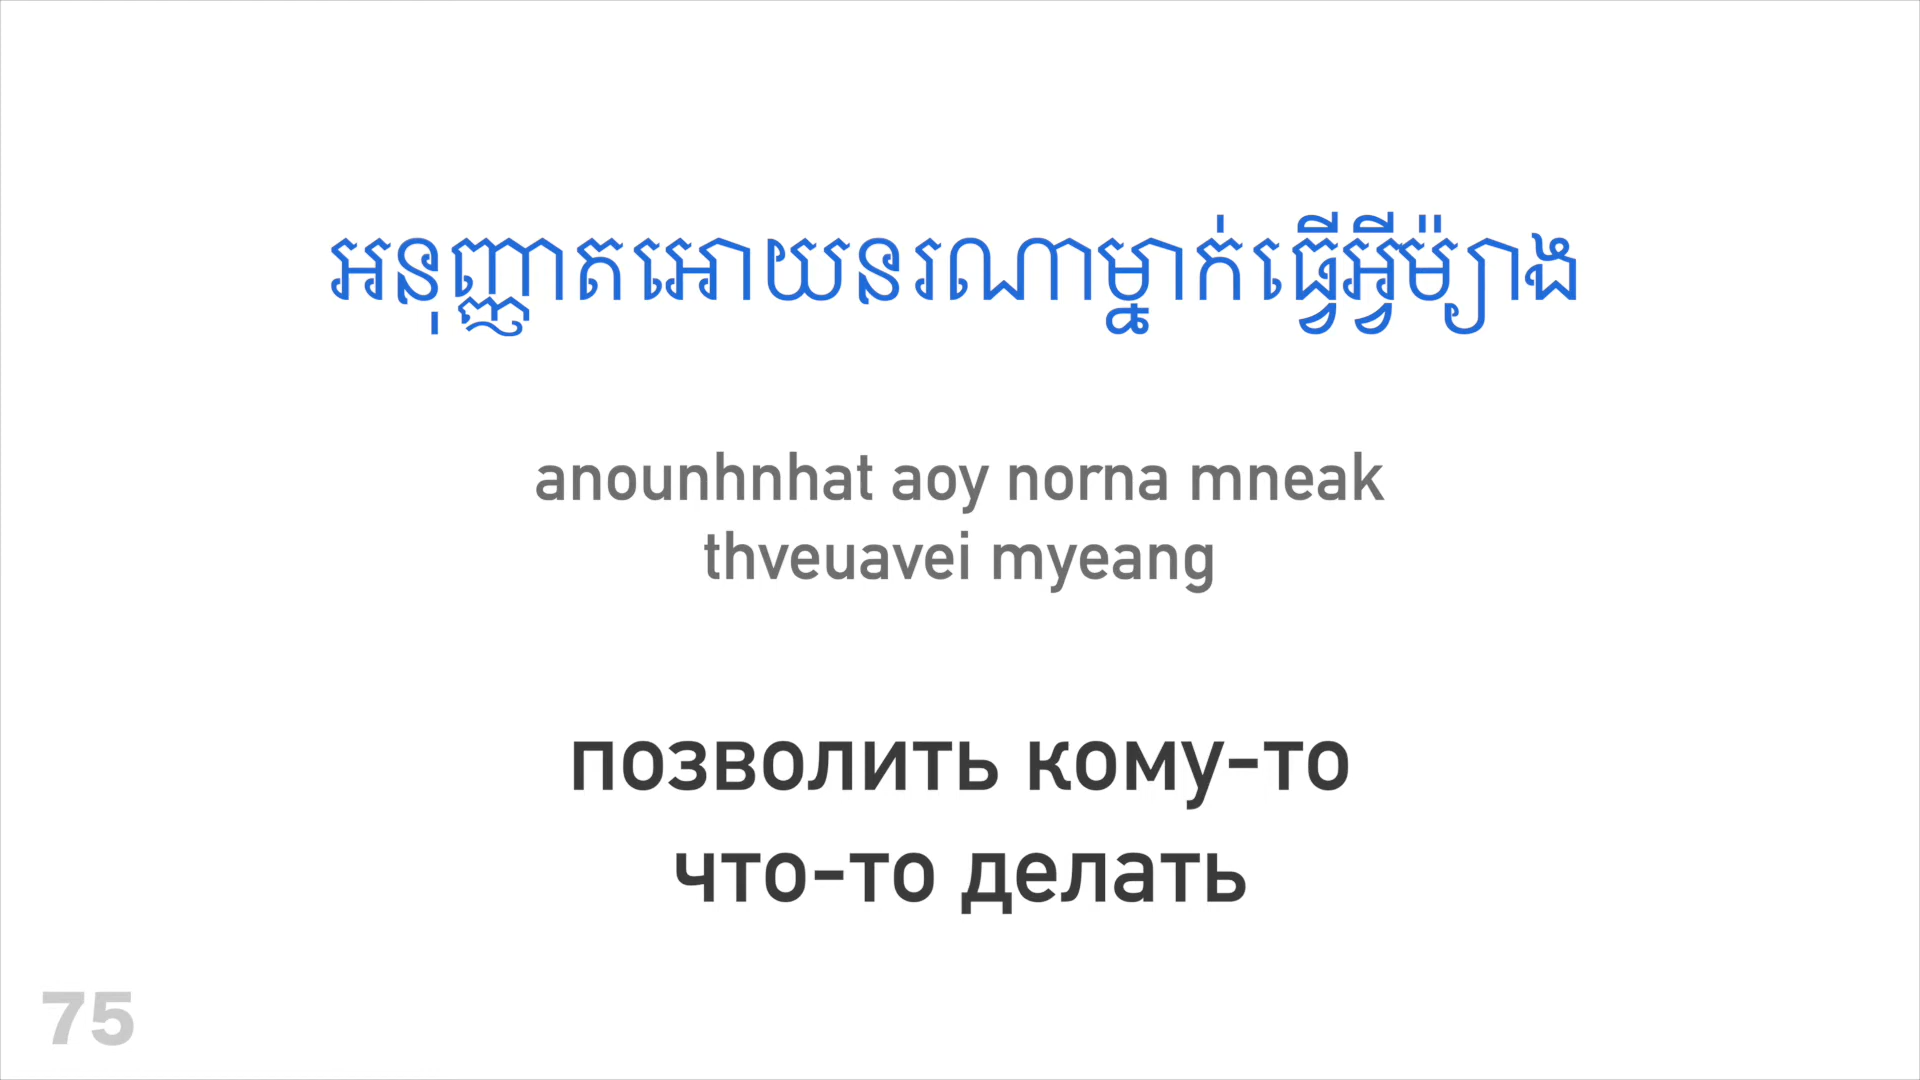 អនុញ្ញាតអោយនរណាម្នាក់ធ្វើអ្វីម៉្យាង
anounhnhat aoy norna mneak
thveuavei myeang
позволить кому-то
что-то делать
75